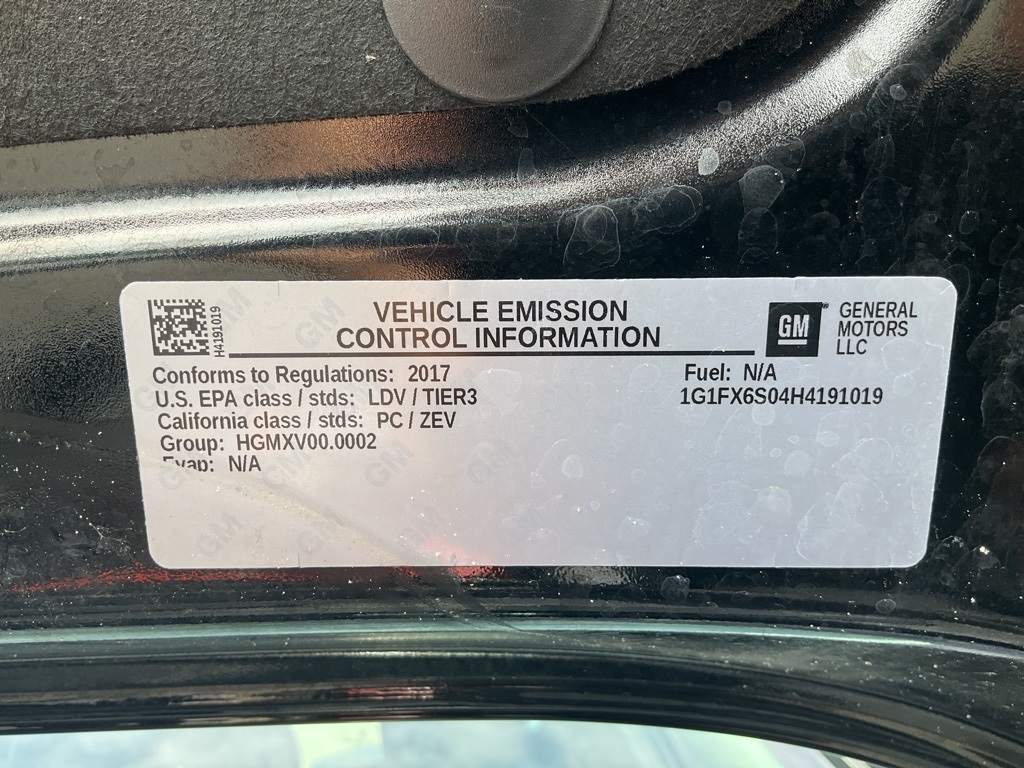 H4191019
VEHICLE EMISSION
CONTROL INFORMATION
GM
GENERAL
MOTORS
LLC
Conforms to Regulations: 2017
U.S. EPA class / stds: LDV / TIER3
California class / stds: PC / ZEV
Group: HGMXV00.0002
Evap: N/A
Fuel: N/A
1G1FX6S04H4191019